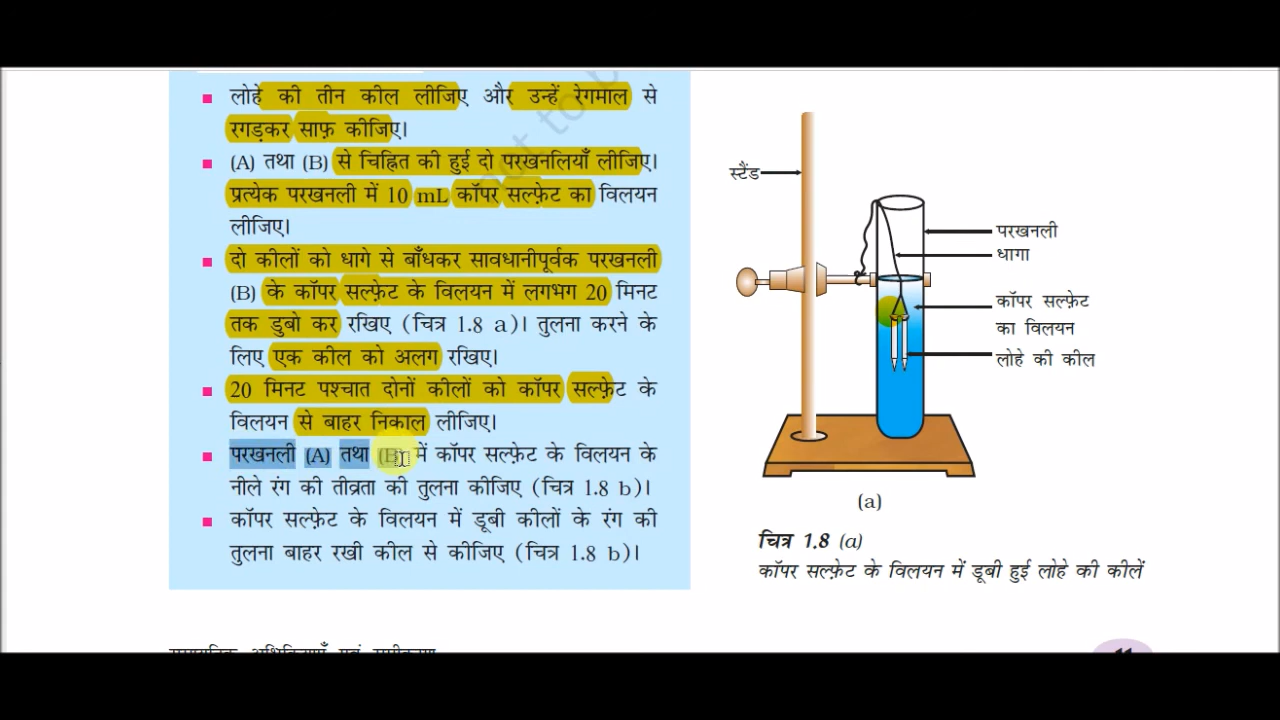 लोहे की तीन कील लीजिए और उन्हें रेगमाल से
रगड़कर साफ़ कीजिए।
(A) तथा (B) से चिह्नित की हुई दो परखनलियाँ लीजिए।
प्रत्येक परखनली में 10 mL कॉपर सल्फ़ेट का विलयन
लीजिए।
दो कीलों को धागे से बाँधकर सावधानीपूर्वक परखनली
(B) के कॉपर सल्फ़ेट के विलयन में लगभग 20 मिनट
तक डुबो कर रखिए (चित्र 1.8 a)। तुलना करने के
लिए एक कील को अलग रखिए।
20 मिनट पश्चात दोनों कीलों को कॉपर सल्फ़ेट के
विलयन से बाहर निकाल लीजिए।
परखनली (A) तथा (B) में कॉपर सल्फ़ेट के विलयन के
नीले रंग की तीव्रता की तुलना कीजिए (चित्र 1.8 b)।
कॉपर सल्फ़ेट के विलयन में डूबी कीलों के रंग की
तुलना बाहर रखी कील से कीजिए (चित्र 1.8 b)।
not to
स्टैंड
परखनली
धागा
कॉपर सल्फ़ेट
का विलयन
लोहे की कील
(a)
चित्र 1.8 (a)
कॉपर सल्फ़ेट के विलयन में डूबी हुई लोहे की कीलें